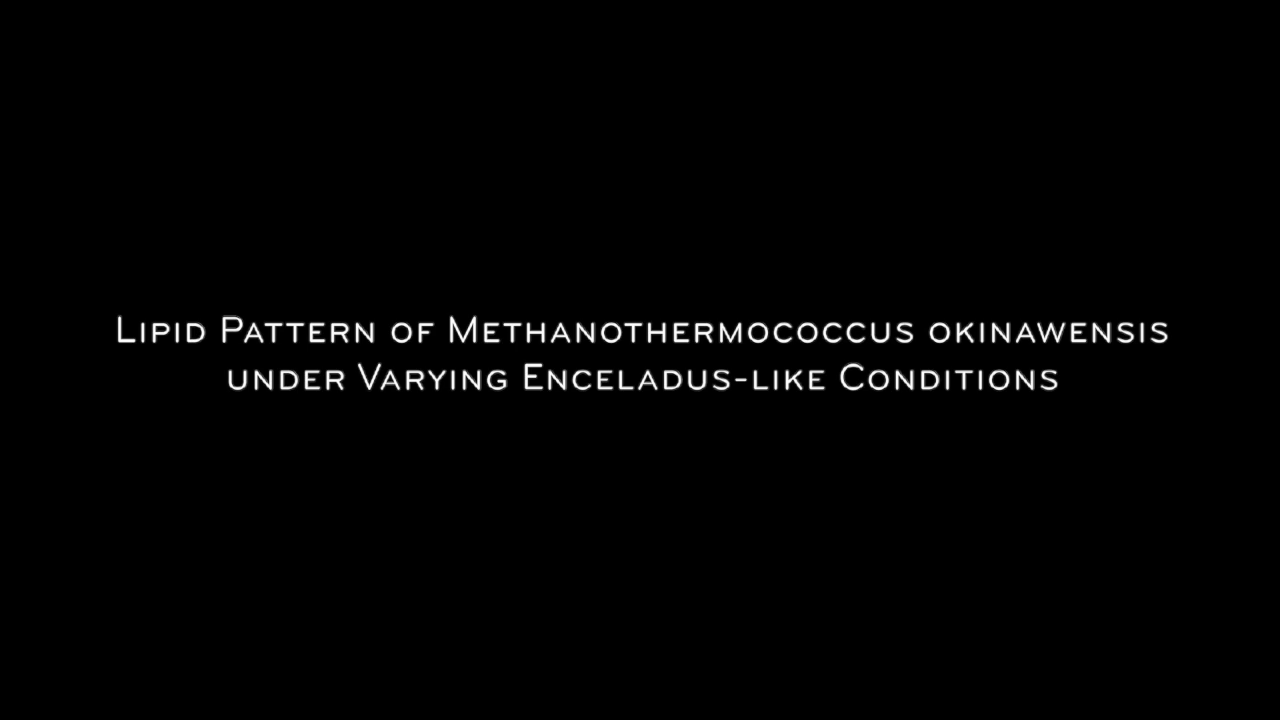 Lipid Pattern of Methanothermococcus okinawensis
under Varying Enceladus-like Conditions